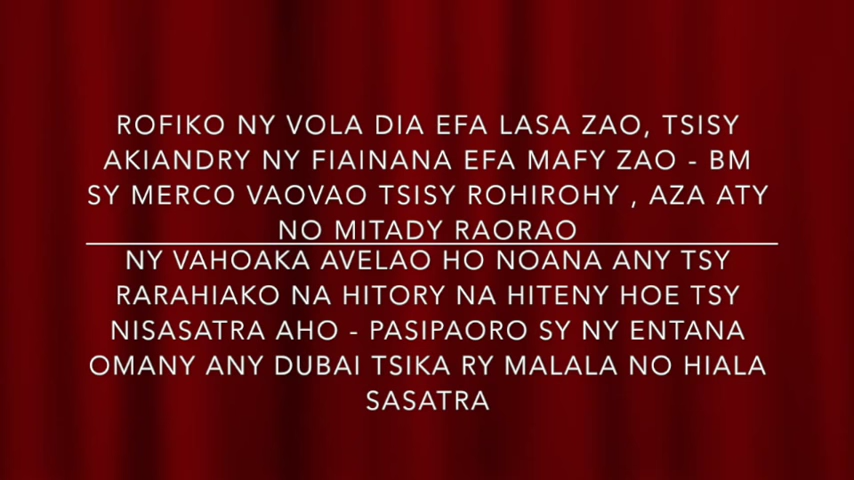 ROFIKO NY VOLA DIA EFA LASA ZAO, TSISY
AKIANDRY NY FIAINANA EFA MAFY ZAO - BM
SY MERCO VAOVAO TSISY ROHIROHY , AZA ATY
NO MITADY RAORAO
NY VAHOAKA AVELAO HO NOANA ANY TSY
RARAHIAKO NA HITORY NA HITENY HOE TSY
NISASATRA AHO - PASIPAORO SY NY ENTANA
OMANY ANY DUBAI TSIKA RY MALALA NO HIALA
SASATRA